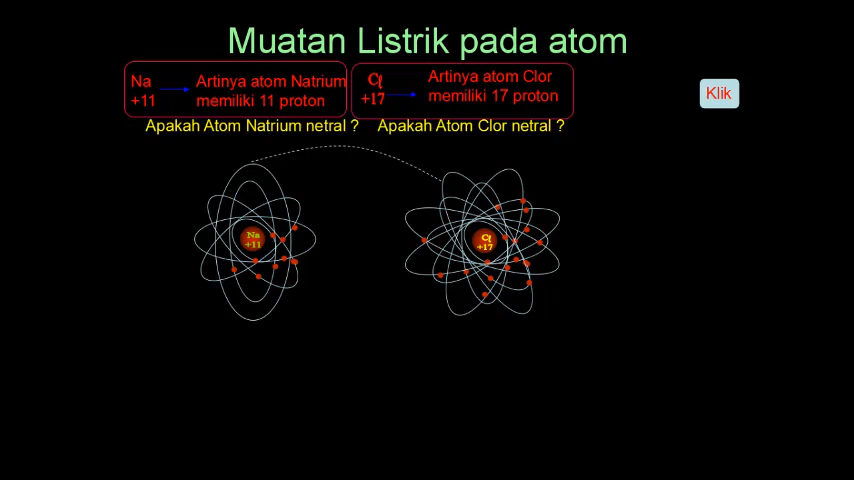 Muatan Listrik pada atom
Na
+11
Artinya atom Natrium
memiliki 11 proton
Cl
+17
Artinya atom Clor
memiliki 17 proton
Klik
Apakah Atom Natrium netral ?
Apakah Atom Clor netral ?
Na
+11
Cl
+17